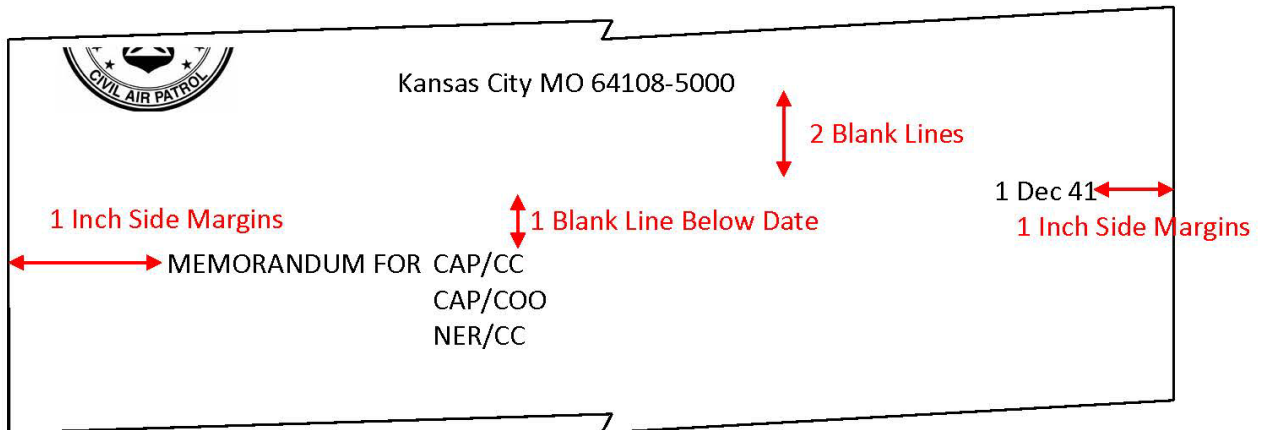 CIVIL AIR PATROL
Kansas City MO 64108-5000
2 Blank Lines
1 Dec 41
1 Inch Side Margins
1 Inch Side Margins
1 Blank Line Below Date
MEMORANDUM FOR CAP/CC
CAP/COO
NER/CC